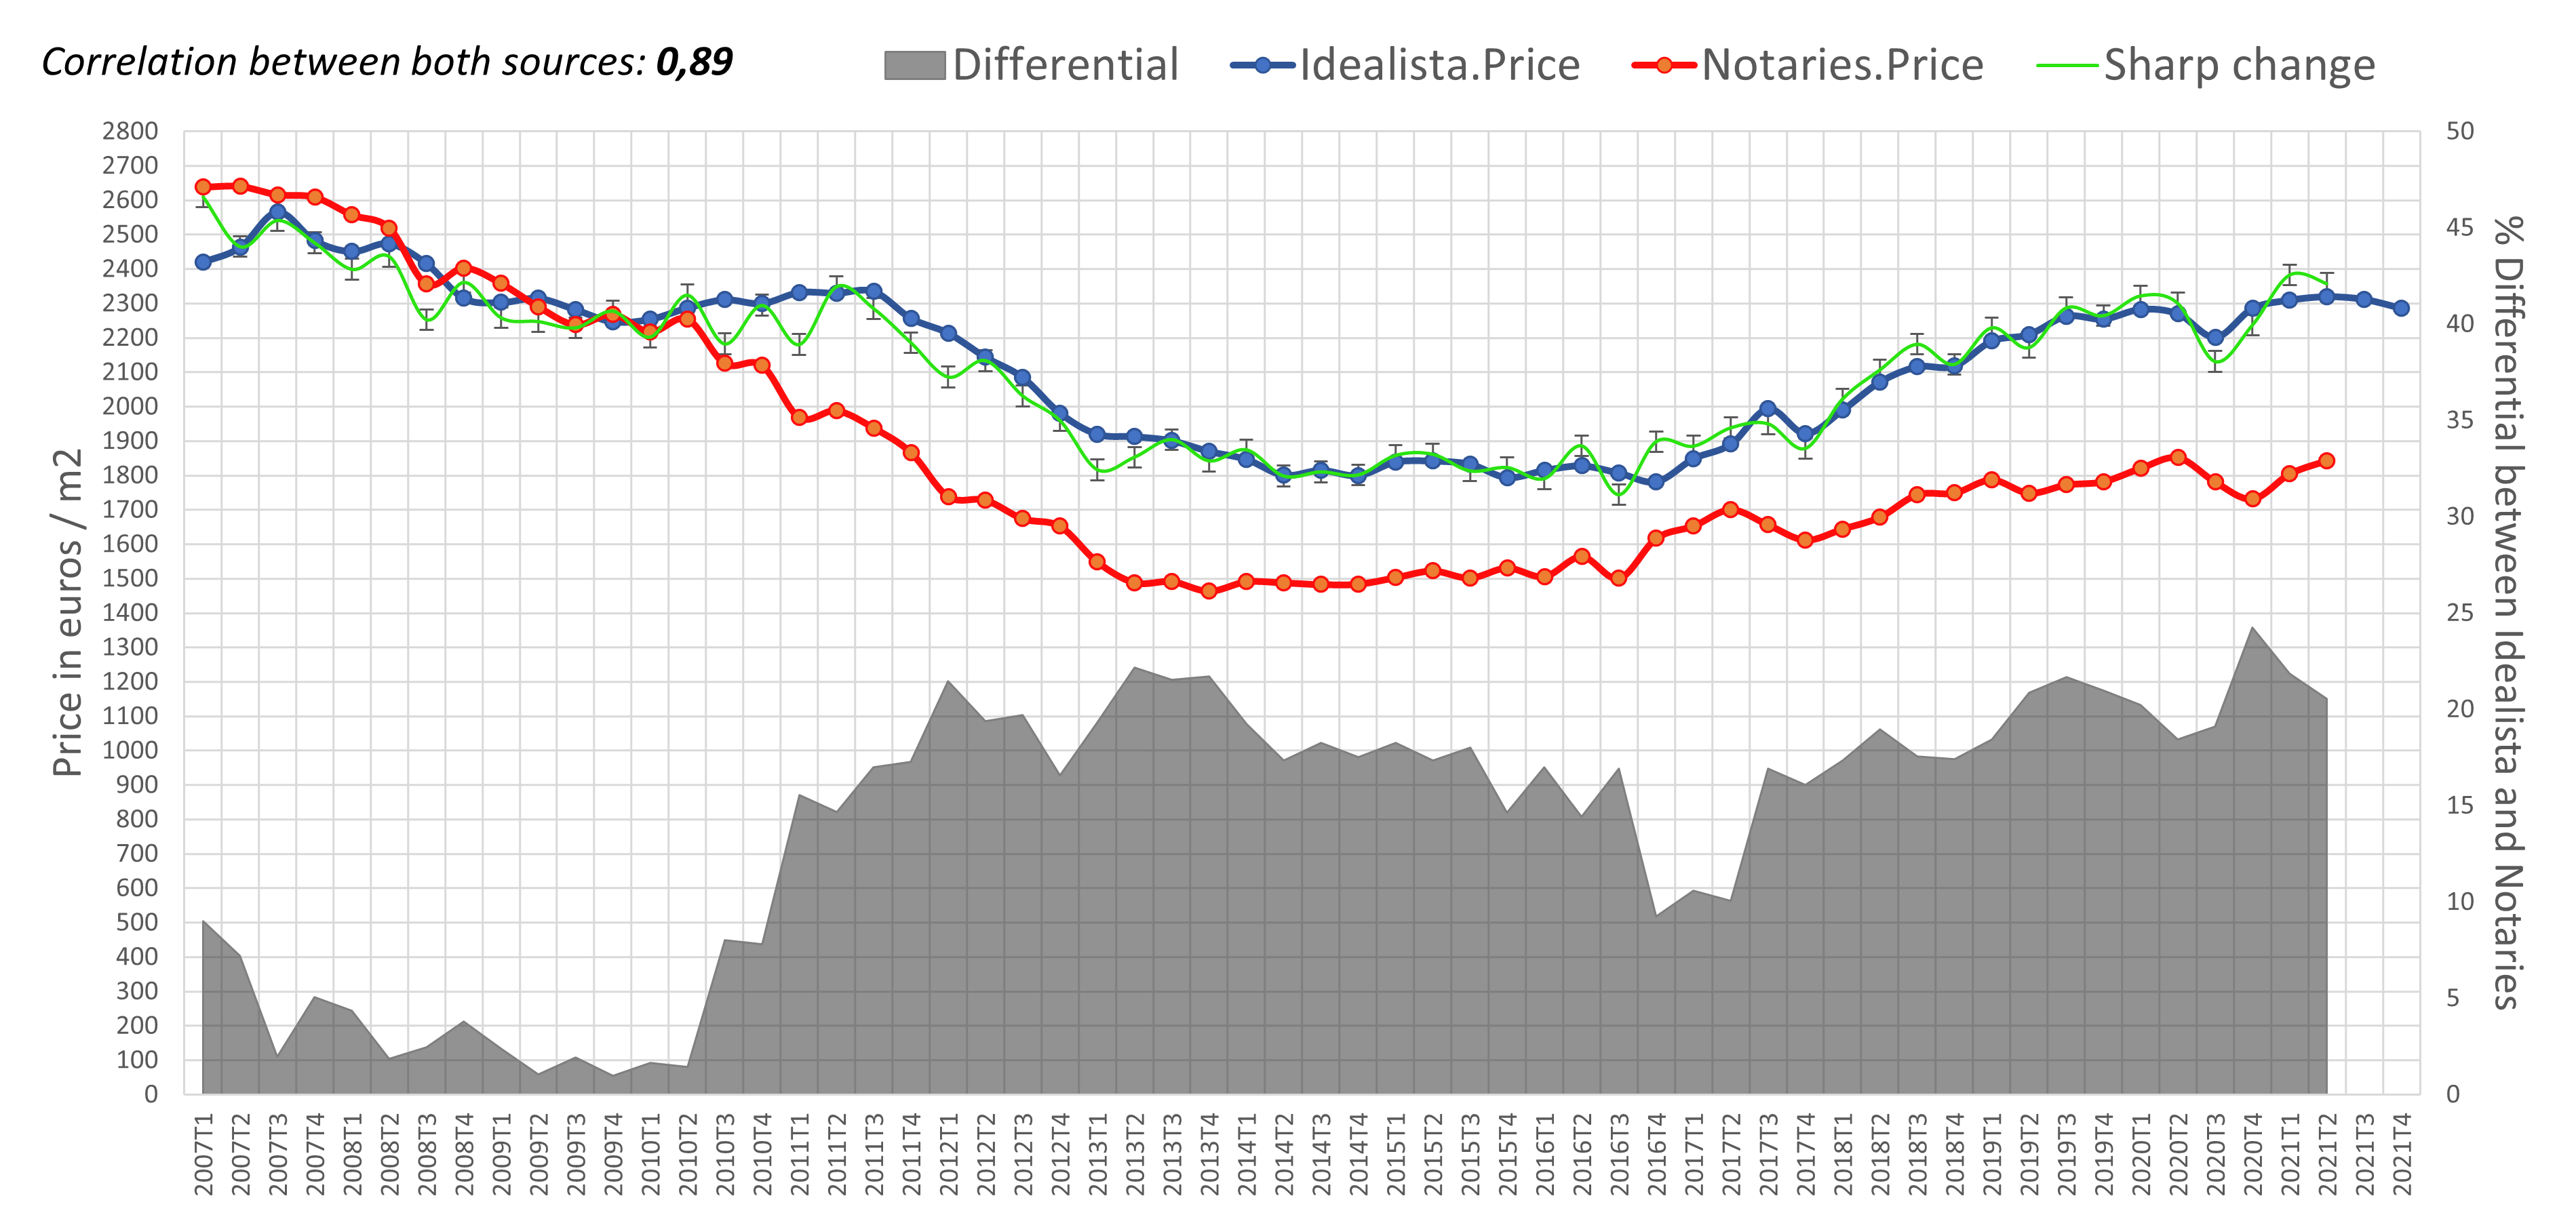 Correlation between both sources: 0,89
Differential
Idealista.Price
Notaries.Price
Sharp change
Price in euros / m2
2800
2700
2600
2500
2400
2300
2200
2100
2000
1900
1800
1700
1600
1500
1400
1300
1200
1100
1000
900
800
700
600
500
400
300
200
100
0
50
45
40
35
30
25
20
15
10
5
0
% Differential between Idealista and Notaries
2007T1
2007T2
2007T3
2007T4
2008T1
2008T2
2008T3
2008T4
2009T1
2009T2
2009T3
2009T4
2010T1
2010T2
2010T3
2010T4
2011T1
2011T2
2011T3
2011T4
2012T1
2012T2
2012T3
2012T4
2013T1
2013T2
2013T3
2013T4
2014T1
2014T2
2014T3
2014T4
2015T1
2015T2
2015T3
2015T4
2016T1
2016T2
2016T3
2016T4
2017T1
2017T2
2017T3
2017T4
2018T1
2018T2
2018T3
2018T4
2019T1
2019T2
2019T3
2019T4
2020T1
2020T2
2020T3
2020T4
2021T1
2021T2
2021T3
2021T4